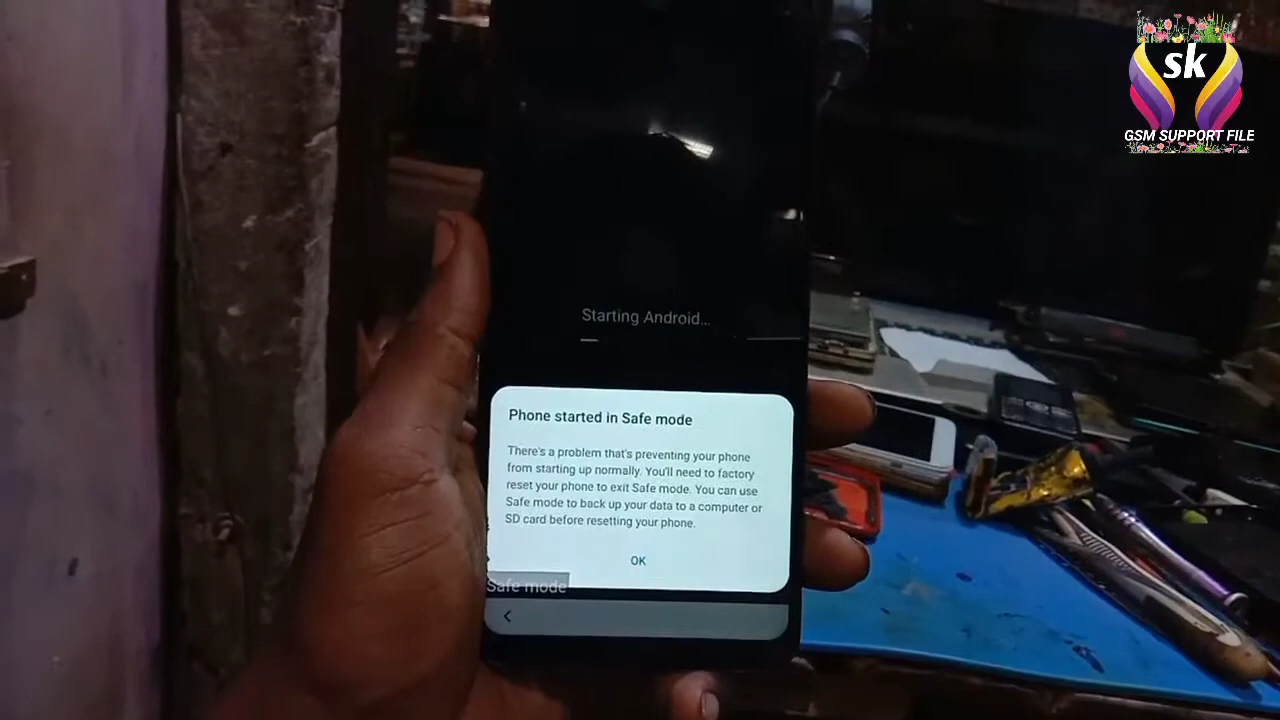 sk
GSM SUPPORT FILE
Starting Android...
Phone started in Safe mode
There's a problem that's preventing your phone
from starting up normally. You'll need to factory
reset your phone to exit Safe mode. You can use
Safe mode to back up your data to a computer or
SD card before resetting your phone.
OK
Safe mode